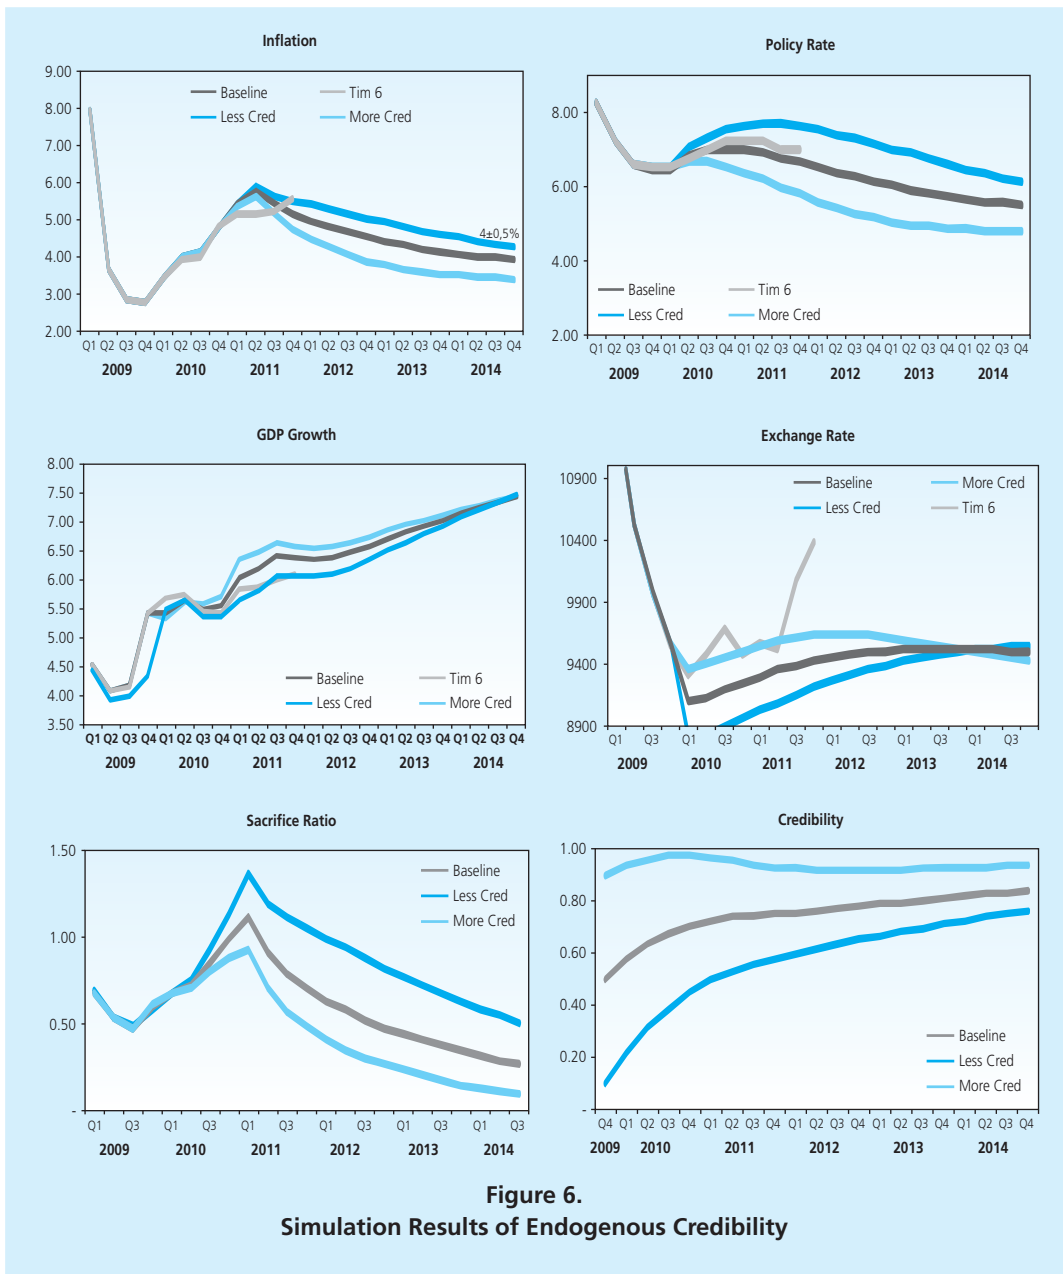 Inflation
9.00
8.00
7.00
6.00
5.00
4.00
3.00
2.00
Baseline
Tim 6
Less Cred
More Cred
4±0,5%
Q1 Q2 Q3 Q4 Q1 Q2 Q3 Q4 Q1 Q2 Q3 Q4 Q1 Q2 Q3 Q4 Q1 Q2 Q3 Q4 Q1 Q2 Q3 Q4
2009 2010 2011 2012 2013 2014
Policy Rate
8.00
6.00
4.00
2.00
Baseline
Tim 6
Less Cred
More Cred
Q1 Q2 Q3 Q4 Q1 Q2 Q3 Q4 Q1 Q2 Q3 Q4 Q1 Q2 Q3 Q4 Q1 Q2 Q3 Q4 Q1 Q2 Q3 Q4
2009 2010 2011 2012 2013 2014
GDP Growth
8.00
7.50
7.00
6.50
6.00
5.50
5.00
4.50
4.00
3.50
Baseline
Tim 6
Less Cred
More Cred
Q1 Q2 Q3 Q4 Q1 Q2 Q3 Q4 Q1 Q2 Q3 Q4 Q1 Q2 Q3 Q4 Q1 Q2 Q3 Q4 Q1 Q2 Q3 Q4
2009 2010 2011 2012 2013 2014
Exchange Rate
10900
10400
9900
9400
8900
Baseline
More Cred
Less Cred
Tim 6
Q1 Q3 Q1 Q3 Q1 Q3 Q1 Q3 Q1 Q3 Q1 Q3
2009 2010 2011 2012 2013 2014
Sacrifice Ratio
1.50
1.00
0.50
-
Baseline
Less Cred
More Cred
Q1 Q3 Q1 Q3 Q1 Q3 Q1 Q3 Q1 Q3 Q1 Q3
2009 2010 2011 2012 2013 2014
Credibility
1.00
0.80
0.60
0.40
0.20
-
Baseline
Less Cred
More Cred
Q4 Q1 Q2 Q3 Q4 Q1 Q2 Q3 Q4 Q1 Q2 Q3 Q4 Q1 Q2 Q3 Q4 Q1 Q2 Q3 Q4
2009 2010 2011 2012 2013 2014
Figure 6.
Simulation Results of Endogenous Credibility